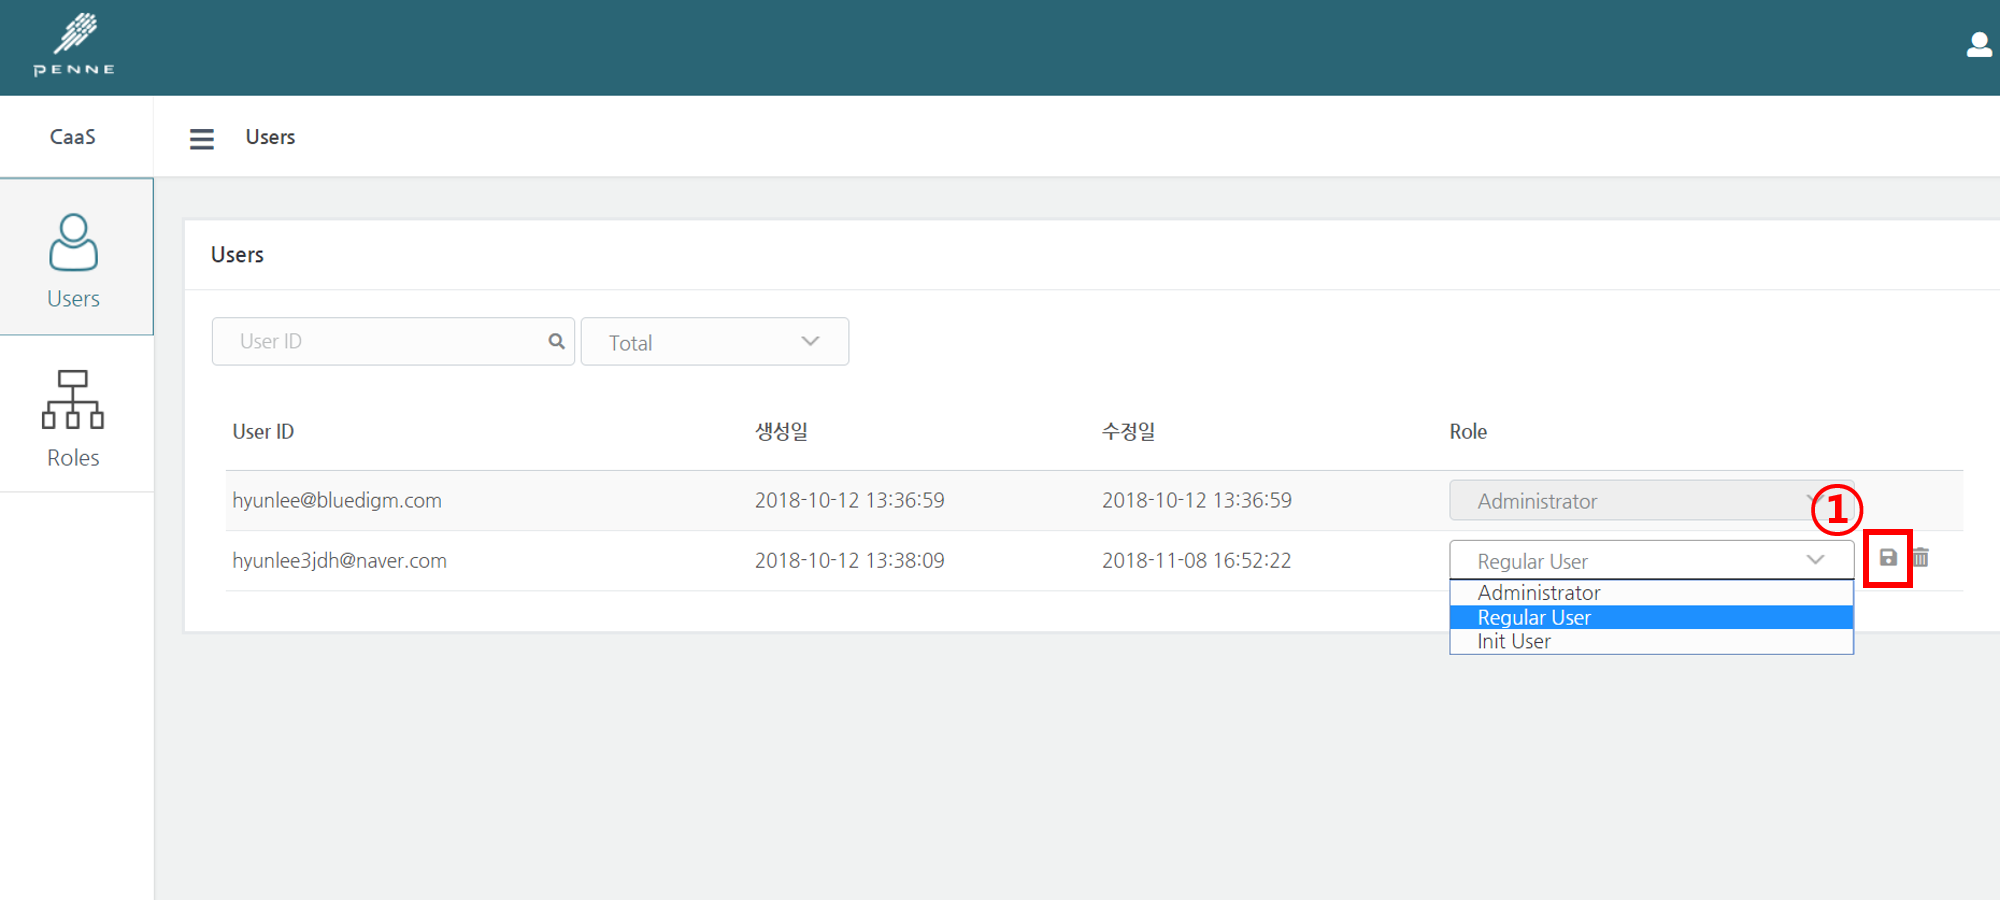 PENNE
CaaS
Users
Users
Roles
Users
User ID
Total
User ID 생성일 수정일 Role
hyunlee@bluedigm.com 2018-10-12 13:36:59 2018-10-12 13:36:59 Administrator
①
hyunlee3jdh@naver.com 2018-10-12 13:38:09 2018-11-08 16:52:22 Regular User
Administrator
Regular User
Init User